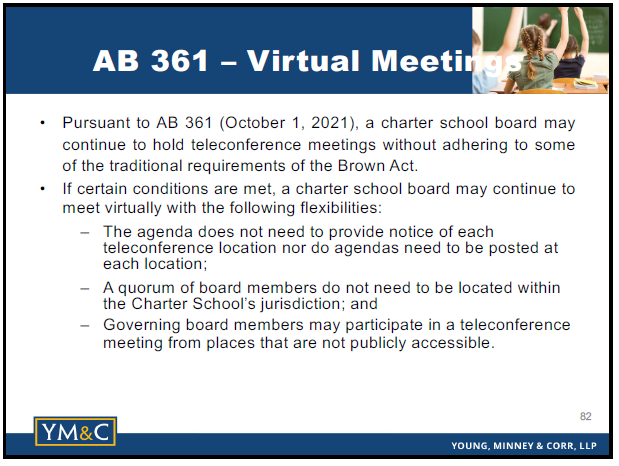 AB 361 – Virtual Meetings
• Pursuant to AB 361 (October 1, 2021), a charter school board may
continue to hold teleconference meetings without adhering to some
of the traditional requirements of the Brown Act.
• If certain conditions are met, a charter school board may continue to
meet virtually with the following flexibilities:
– The agenda does not need to provide notice of each
teleconference location nor do agendas need to be posted at
each location;
– A quorum of board members do not need to be located within
the Charter School's jurisdiction; and
– Governing board members may participate in a teleconference
meeting from places that are not publicly accessible.
82
YM&C
YOUNG, MINNEY & CORR, LLP